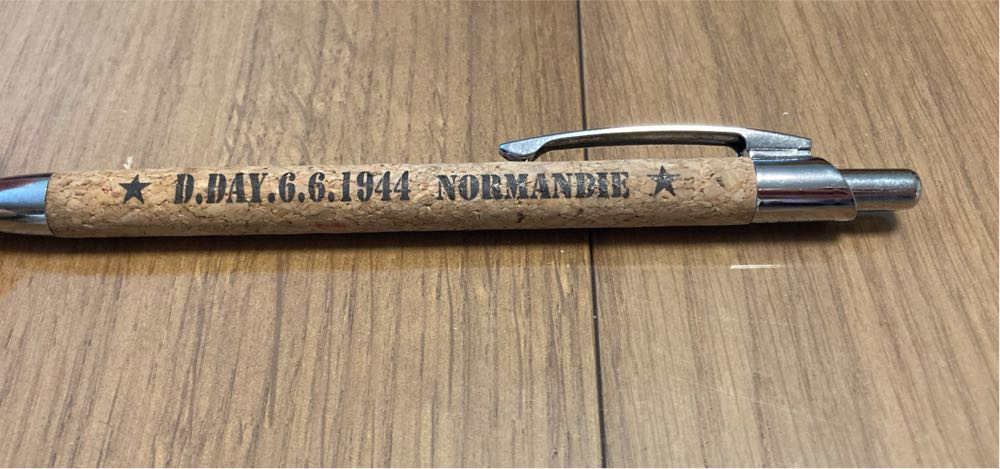 ★ D.DAY.6.6.1944 NORMANDIE ★